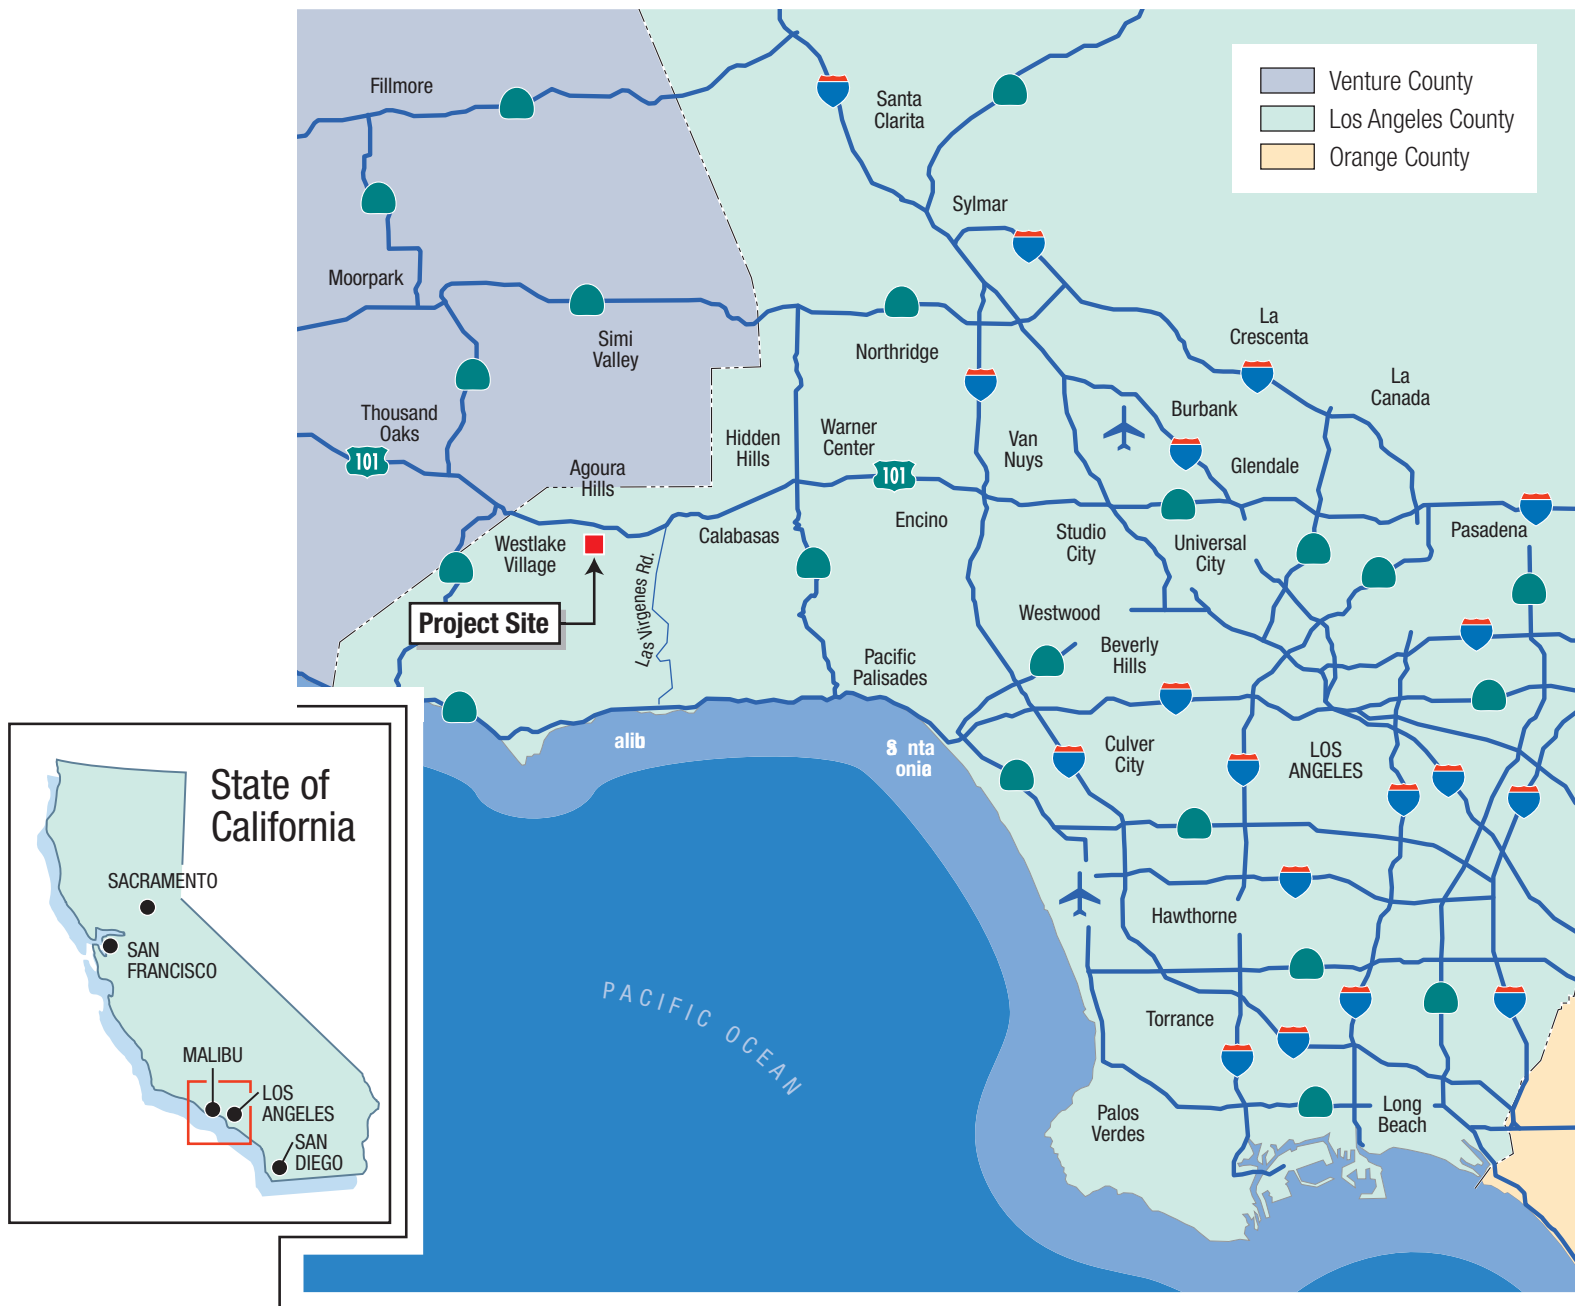 Fillmore
Santa
Clarita
Venture County
Los Angeles County
Orange County
Sylmar
Moorpark
Simi
Valley
Northridge
La
Crescenta
La
Canada
Thousand
Oaks
101
Hidden
Hills
Warner
Center
Van
Nuys
Burbank
Glendale
Agoura
Hills
101
Encino
Calabasas
Westlake
Village
Studio
City
Universal
City
Pasadena
Las Virgenes Rd.
Project Site
Westwood
Beverly
Hills
Pacific
Palisades
Culver
City
LOS
ANGELES
Hawthorne
Torrance
Palos
Verdes
Long
Beach
PACIFIC OCEAN
State of
California
SACRAMENTO
SAN
FRANCISCO
MALIBU
LOS
ANGELES
SAN
DIEGO